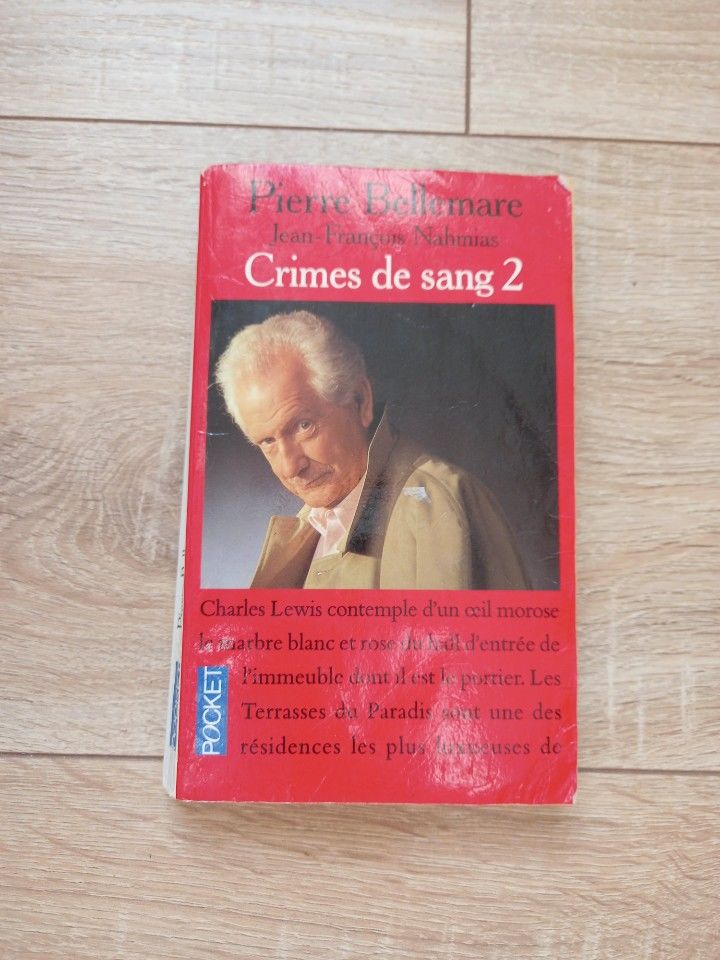 Pierre Bellemare
Jean-François Nahmias
Crimes de sang 2
Charles Lewis contemple d'un œil morose
le marbre blanc et rose du hall d'entrée de
l'immeuble dont il est le portier. Les
Terrasses du Paradis sont une des
résidences les plus luxueuses de
POCKET